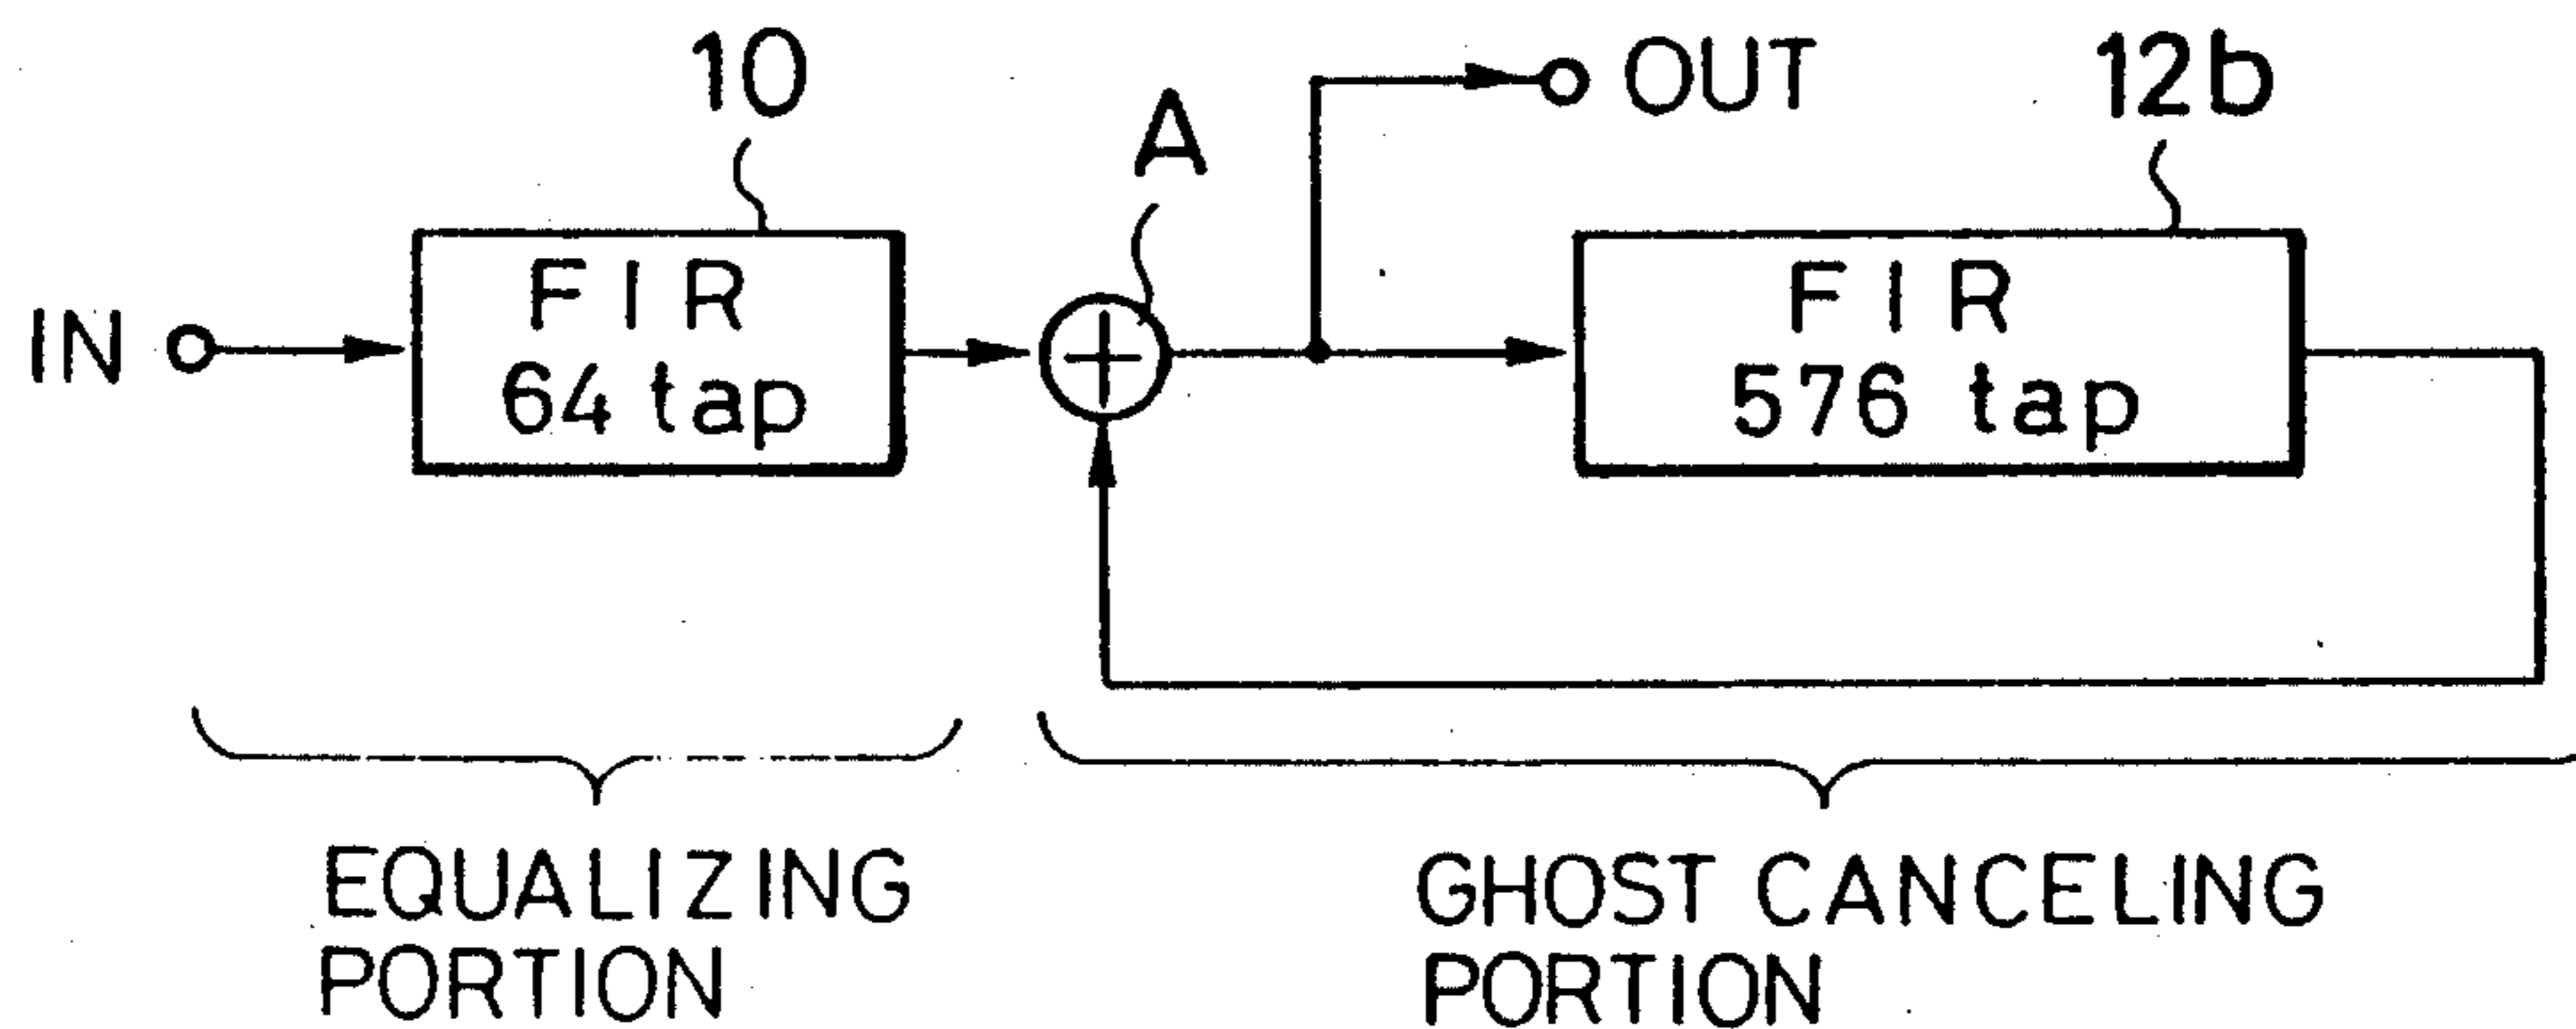 10
A
OUT
12b
IN
FIR
64 tap
FIR
576 tap
EQUALIZING
PORTION
GHOST CANCELING
PORTION